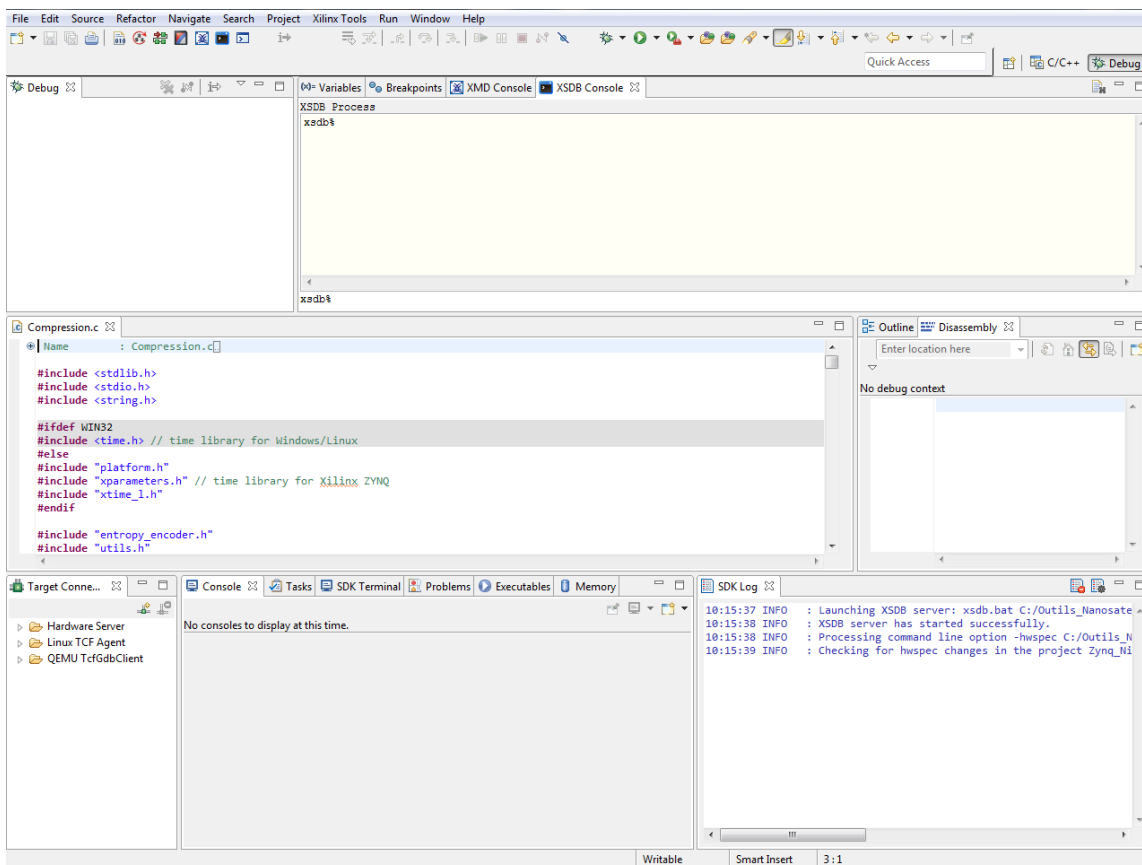 File Edit Source Refactor Navigate Search Project Xilinx Tools Run Window Help
Quick Access C/C++ Debug
Debug
(x)= Variables Breakpoints XMD Console XSDB Console
XSDB Process
xsdb%
xsdb%
Compression.c
Name : Compression.c
#include <stdlib.h>
#include <stdio.h>
#include <string.h>
#ifdef WIN32
#include <time.h> // time library for Windows/Linux
#else
#include "platform.h"
#include "xparameters.h" // time library for Xilinx ZYNQ
#include "xtime_l.h"
#endif
#include "entropy_encoder.h"
#include "utils.h"
Outline Disassembly
Enter location here
No debug context
Target Conne...
Hardware Server
Linux TCF Agent
QEMU TcfGdbClient
Console Tasks SDK Terminal Problems Executables Memory
No consoles to display at this time.
SDK Log
10:15:37 INFO : Launching XSDB server: xsdb.bat C:/Outils_Nanosate
10:15:38 INFO : XSDB server has started successfully.
10:15:38 INFO : Processing command line option -hwspec C:/Outils_N
10:15:39 INFO : Checking for hwspec changes in the project Zynq_Ni
Writable Smart Insert 3 : 1